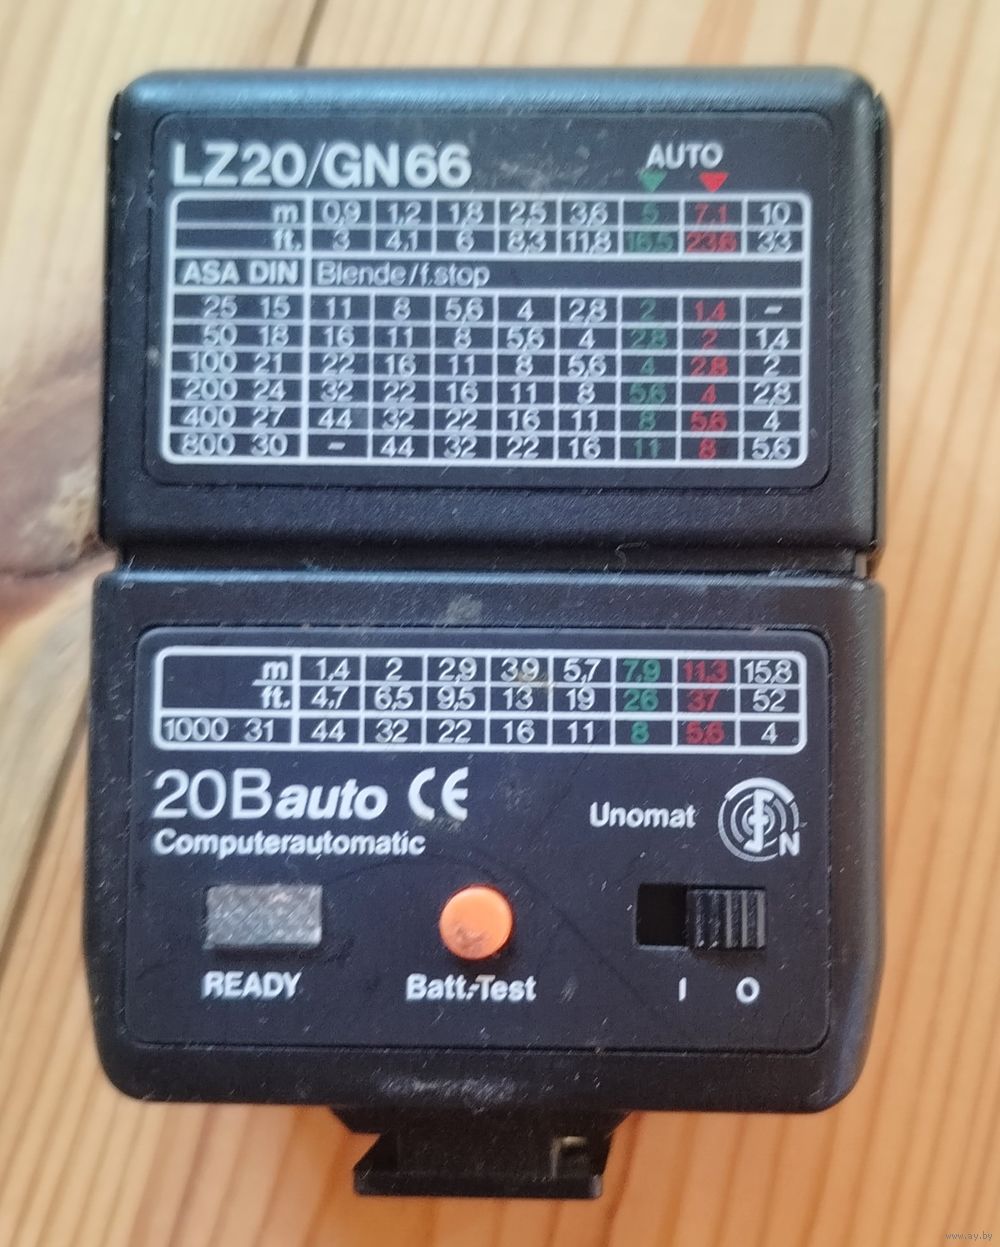 LZ20/GN66 AUTO
m 0,9 1,2 1,8 2,5 3,6 5 7,1 10
ft. 3 4,1 6 8,3 11,8 16,5 23,6 33
ASA DIN Blende/f.stop
25 15 11 8 5,6 4 2,8 2 1,4 –
50 18 16 11 8 5,6 4 2,8 2 1,4
100 21 22 16 11 8 5,6 4 2,8 2
200 24 32 22 16 11 8 5,6 4 2,8
400 27 44 32 22 16 11 8 5,6 4
800 30 – 44 32 22 16 11 8 5,6
m 1,4 2 2,9 3,9 5,7 7,9 11,3 15,8
ft. 4,7 6,5 9,5 13 19 26 37 52
1000 31 44 32 22 16 11 8 5,6 4
20B auto CE
Unomat N
Computerautomatic
READY Batt.-Test I O
www.ay.by